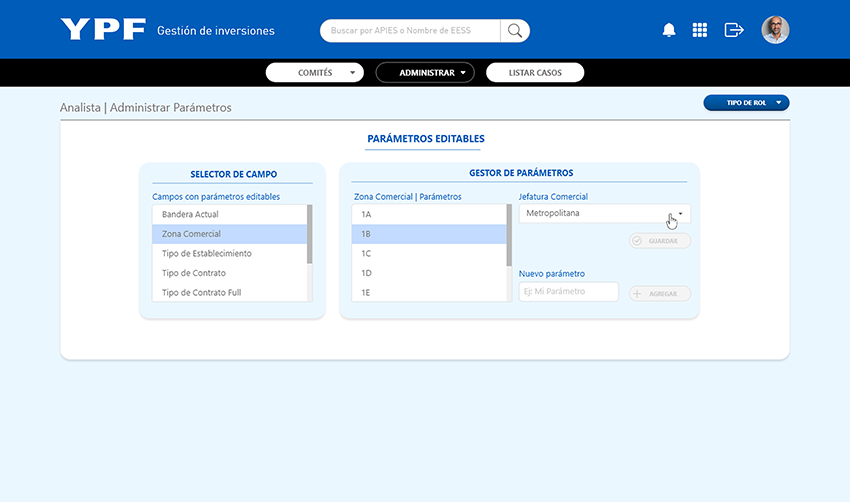 YPF Gestión de inversiones
Buscar por APIES o Nombre de EESS
COMITÉS
ADMINISTRAR
LISTAR CASOS
Analista | Administrar Parámetros
TIPO DE ROL
PARÁMETROS EDITABLES
SELECTOR DE CAMPO
Campos con parámetros editables
Bandera Actual
Zona Comercial
Tipo de Establecimiento
Tipo de Contrato
Tipo de Contrato Full
GESTOR DE PARÁMETROS
Zona Comercial | Parámetros
1A
1B
1C
1D
1E
Jefatura Comercial
Metropolitana
GUARDAR
Nuevo parámetro
Ej: Mi Parámetro
AGREGAR